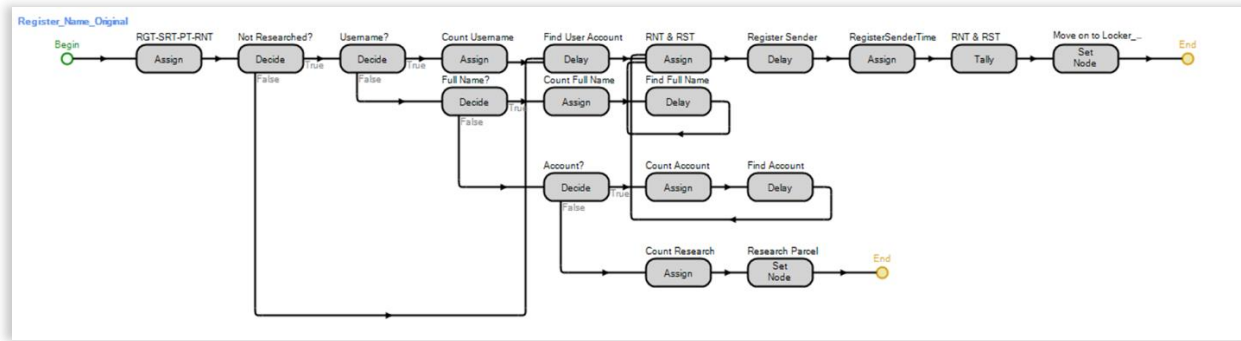 Register_Name_Original
Begin
RGT-SRT-PT-RNT
Assign
Not Researched?
Decide
True
False
Username?
Decide
True
False
Count Username
Assign
Find User Account
Delay
RNT & RST
Assign
Register Sender
Delay
RegisterSenderTime
Assign
RNT & RST
Tally
Move on to Locker_...
Set
Node
End
Full Name?
Decide
True
False
Count Full Name
Assign
Find Full Name
Delay
Account?
Decide
True
False
Count Account
Assign
Find Account
Delay
Count Research
Assign
Research Parcel
Set
Node
End